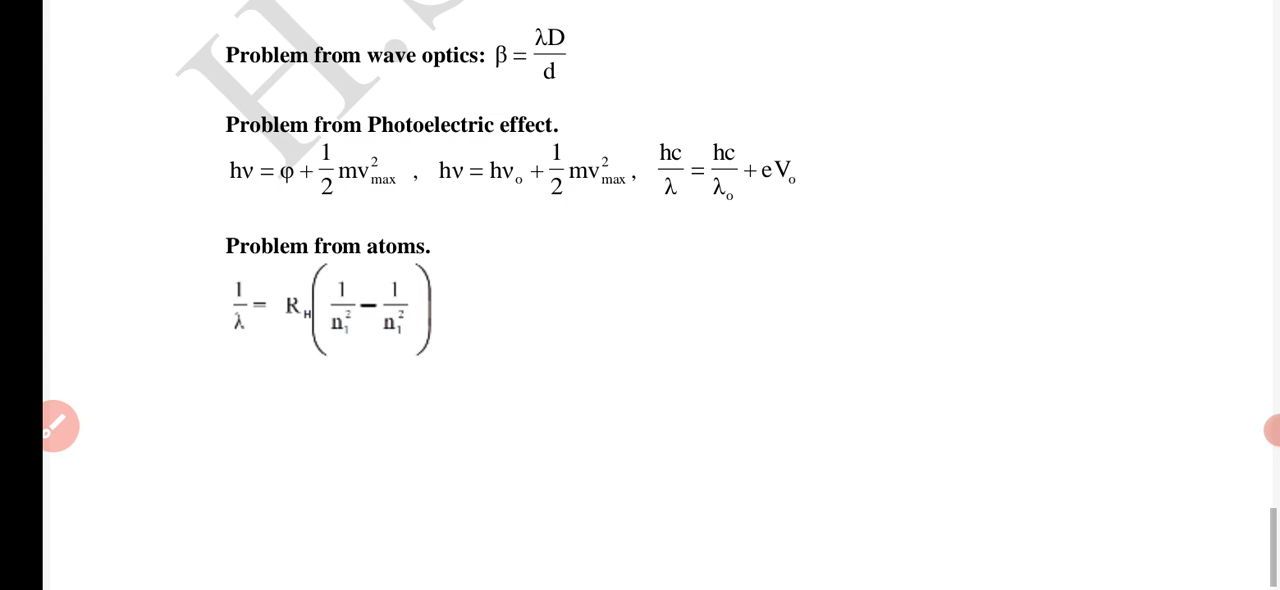 H.S
Problem from wave optics: β = λD/d
Problem from Photoelectric effect.
hν = φ + 1/2 mv²max , hν = hνₒ + 1/2 mv²max , hc/λ = hc/λₒ + eVₒ
Problem from atoms.
1/λ = R_H (1/n₁² − 1/n₁²)